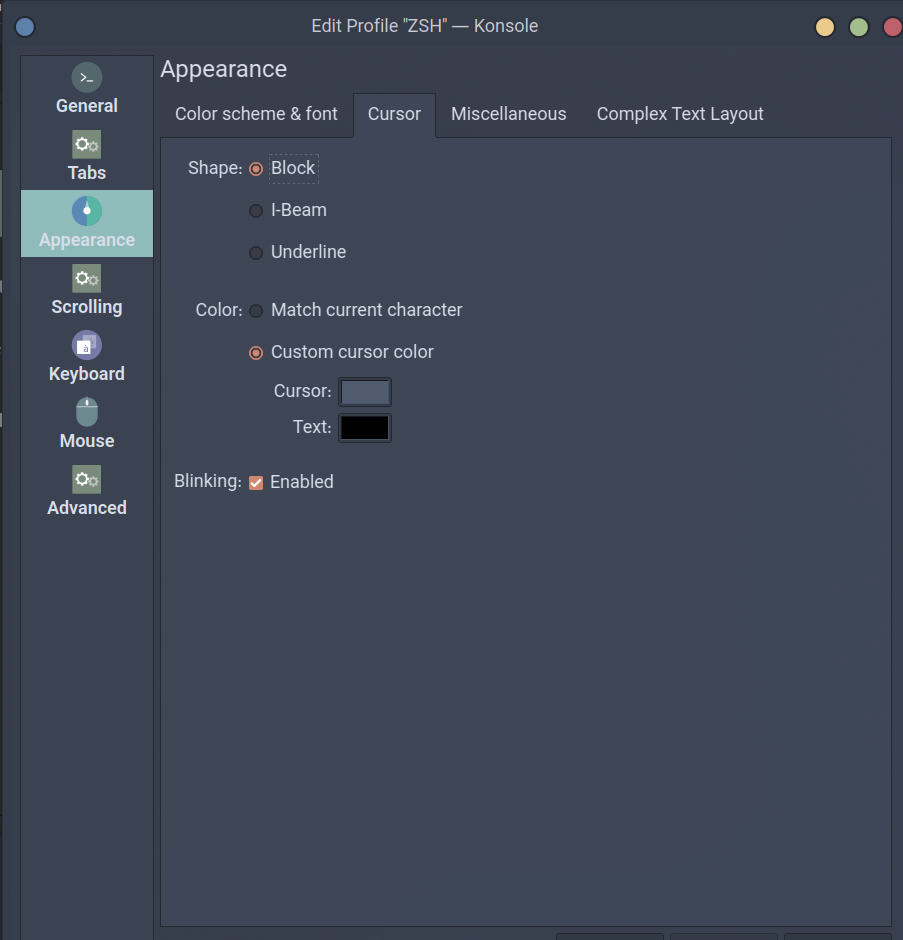 Edit Profile "ZSH" — Konsole
General
Tabs
Appearance
Scrolling
Keyboard
Mouse
Advanced
Appearance
Color scheme & font Cursor Miscellaneous Complex Text Layout
Shape: Block
I-Beam
Underline
Color: Match current character
Custom cursor color
Cursor:
Text:
Blinking: Enabled